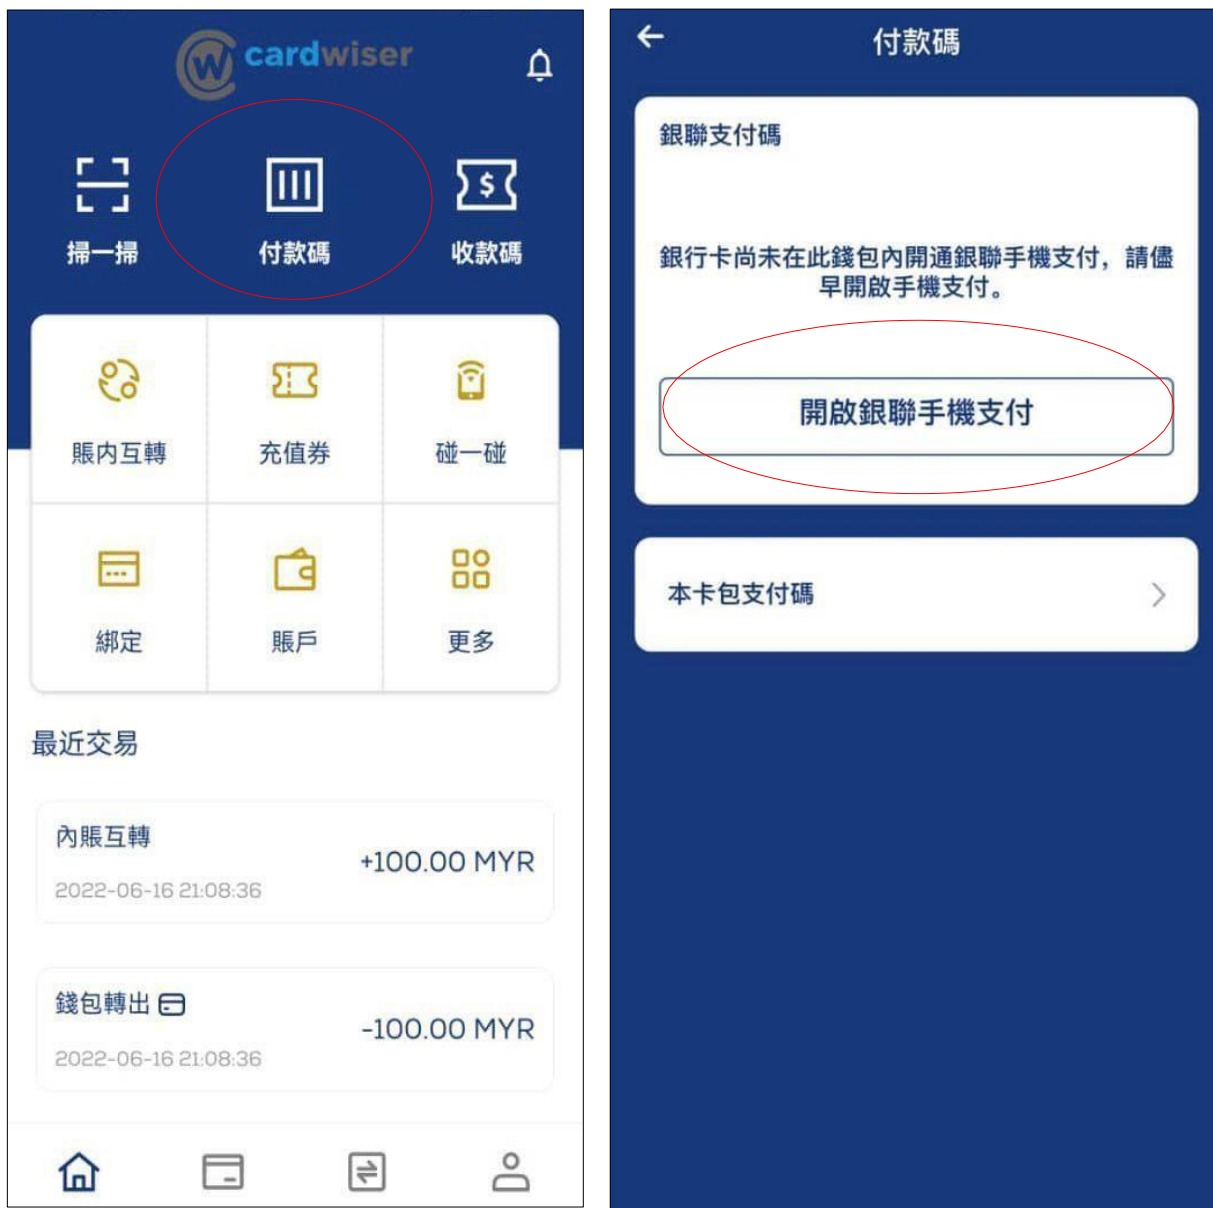 cardwiser
掃一掃
付款碼
收款碼
賬内互轉
充值券
碰一碰
綁定
賬戶
更多
最近交易
內賬互轉
+100.00 MYR
2022-06-16 21:08:36
錢包轉出
-100.00 MYR
2022-06-16 21:08:36
付款碼
銀聯支付碼
銀行卡尚未在此錢包內開通銀聯手機支付，請儘
早開啟手機支付。
開啟銀聯手機支付
本卡包支付碼